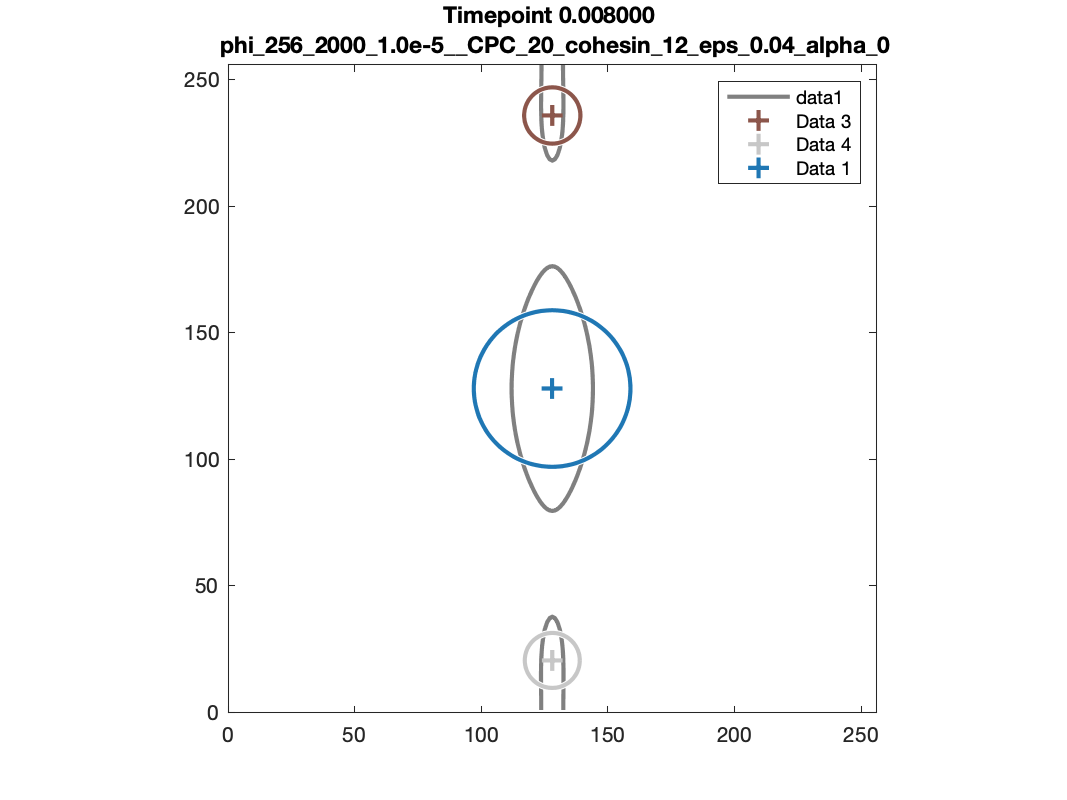 Timepoint 0.008000
phi_256_2000_1.0e-5__CPC_20_cohesin_12_eps_0.04_alpha_0
250
200
150
100
50
0
0 50 100 150 200 250
data1
Data 3
Data 4
Data 1